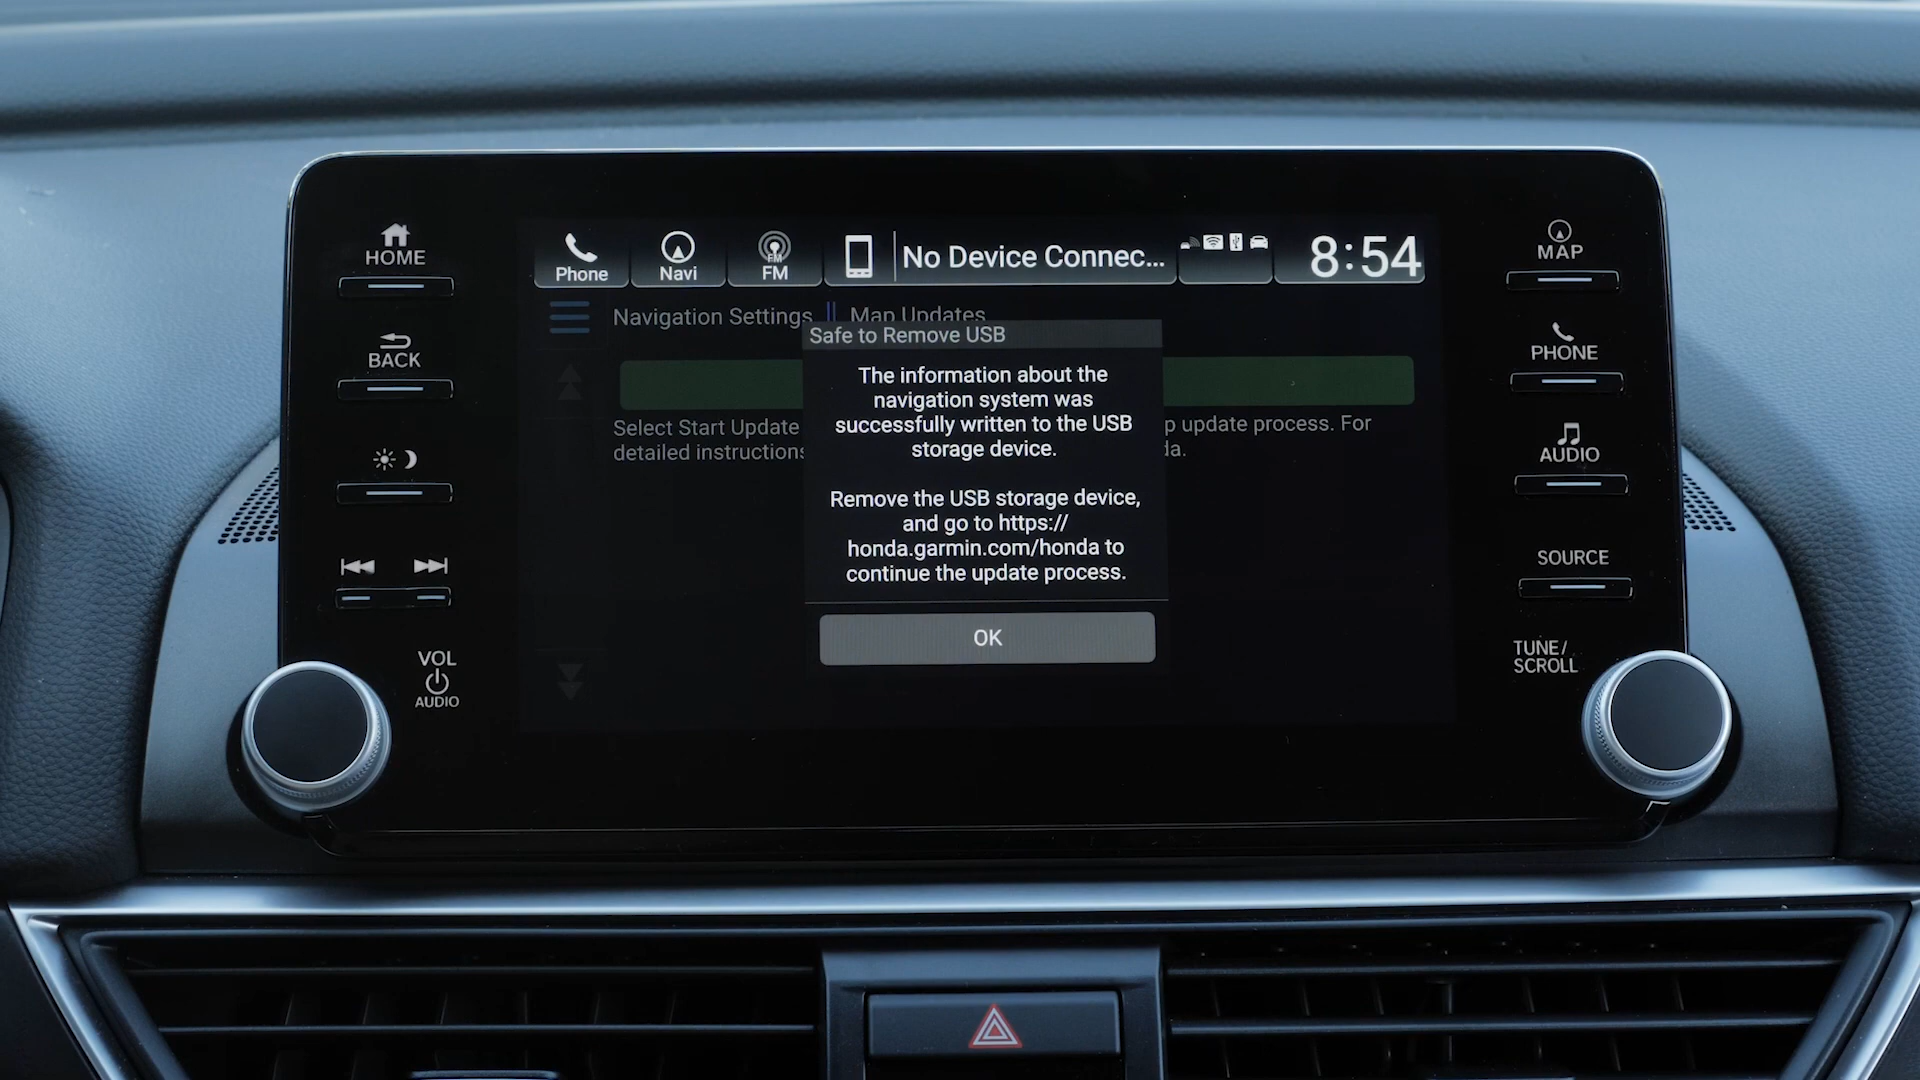 HOME
BACK
VOL
AUDIO
Phone
Navi
FM
FM
No Device Connec...
8:54
Navigation Settings
Map Updates
Safe to Remove USB
The information about the
navigation system was
successfully written to the USB
storage device.
Remove the USB storage device,
and go to https://
honda.garmin.com/honda to
continue the update process.
OK
Select Start Update
p update process. For
detailed instructions
da.
MAP
PHONE
AUDIO
SOURCE
TUNE/
SCROLL